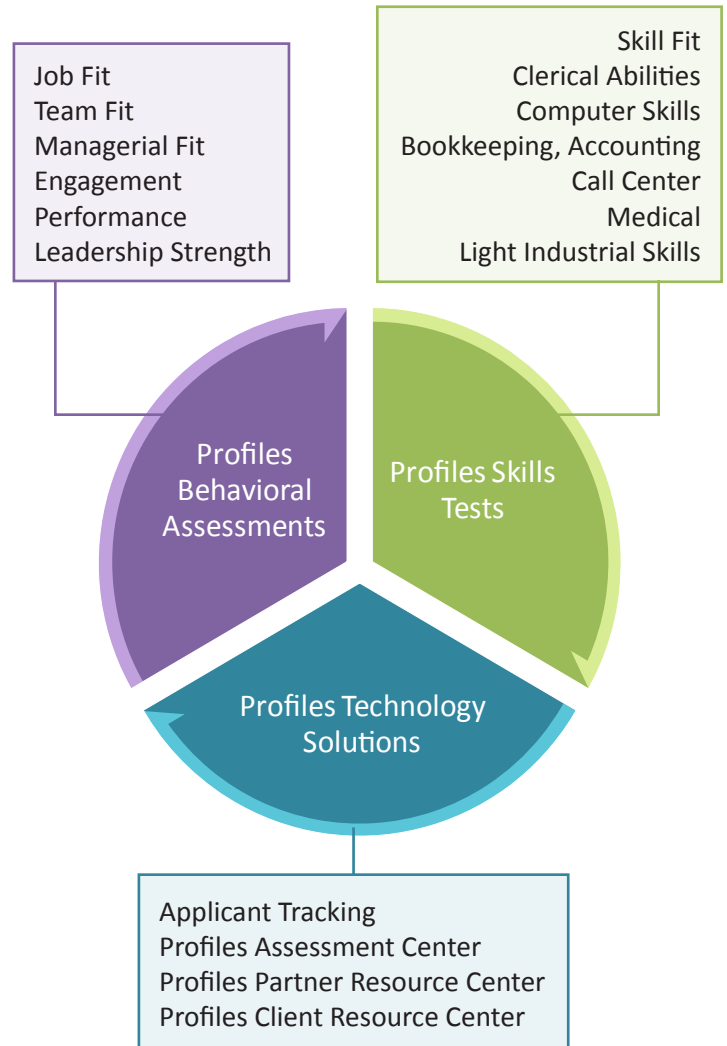 Job Fit
Team Fit
Managerial Fit
Engagement
Performance
Leadership Strength
Skill Fit
Clerical Abilities
Computer Skills
Bookkeeping, Accounting
Call Center
Medical
Light Industrial Skills
Profiles
Behavioral
Assessments
Profiles Skills
Tests
Profiles Technology
Solutions
Applicant Tracking
Profiles Assessment Center
Profiles Partner Resource Center
Profiles Client Resource Center